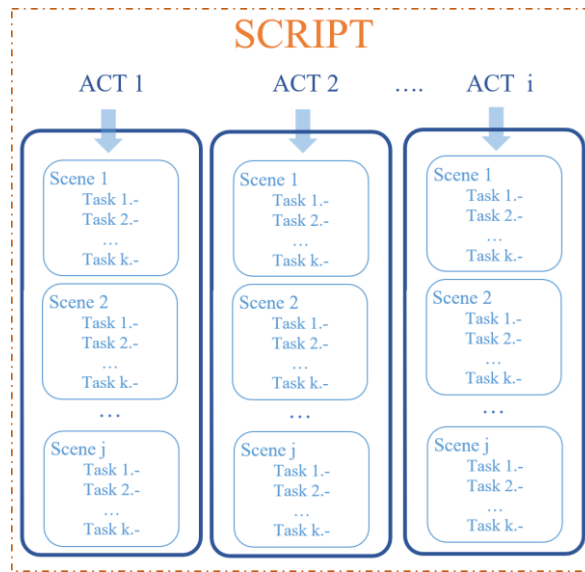 SCRIPT
ACT 1
ACT 2
....
ACT i
Scene 1
Task 1.-
Task 2.-
...
Task k.-
Scene 2
Task 1.-
Task 2.-
...
Task k.-
...
Scene j
Task 1.-
Task 2.-
...
Task k.-
Scene 1
Task 1.-
Task 2.-
...
Task k.-
Scene 2
Task 1.-
Task 2.-
...
Task k.-
...
Scene j
Task 1.-
Task 2.-
...
Task k.-
Scene 1
Task 1.-
Task 2.-
...
Task k.-
Scene 2
Task 1.-
Task 2.-
...
Task k.-
...
Scene j
Task 1.-
Task 2.-
...
Task k.-